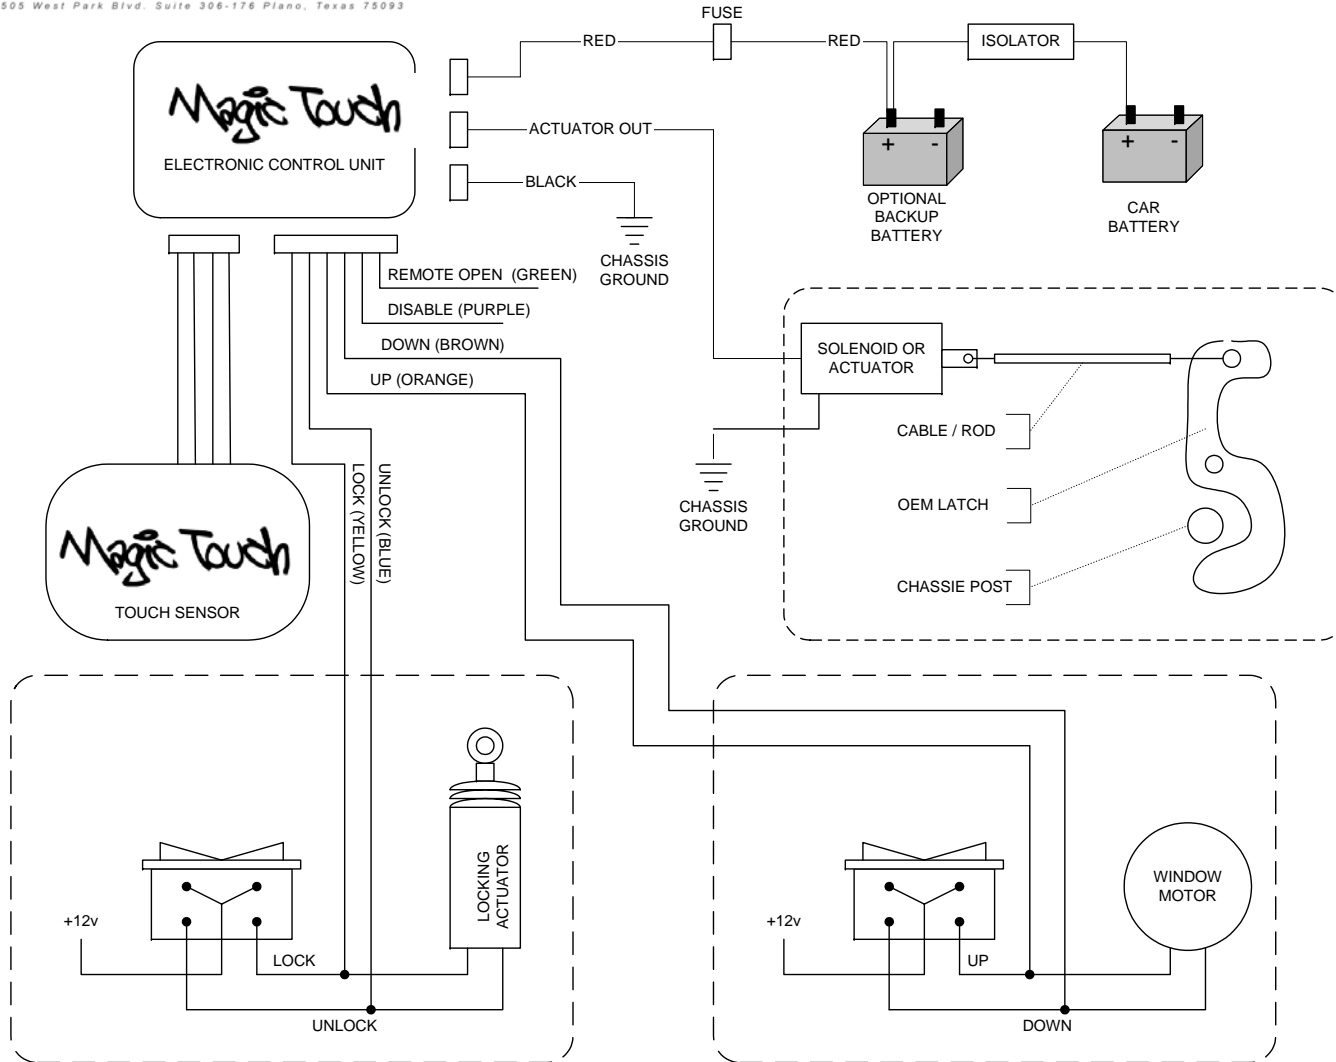 505 West Park Blvd. Suite 306-176 Plano, Texas 75093
FUSE
RED
RED
ISOLATOR
Magic Touch
ELECTRONIC CONTROL UNIT
ACTUATOR OUT
BLACK
+ -
+ -
OPTIONAL
BACKUP
BATTERY
CAR
BATTERY
CHASSIS
GROUND
REMOTE OPEN (GREEN)
DISABLE (PURPLE)
DOWN (BROWN)
UP (ORANGE)
SOLENOID OR
ACTUATOR
CABLE / ROD
OEM LATCH
CHASSIE POST
CHASSIS
GROUND
LOCK (YELLOW)
UNLOCK (BLUE)
Magic Touch
TOUCH SENSOR
LOCKING
ACTUATOR
+12v
LOCK
UNLOCK
WINDOW
MOTOR
+12v
UP
DOWN